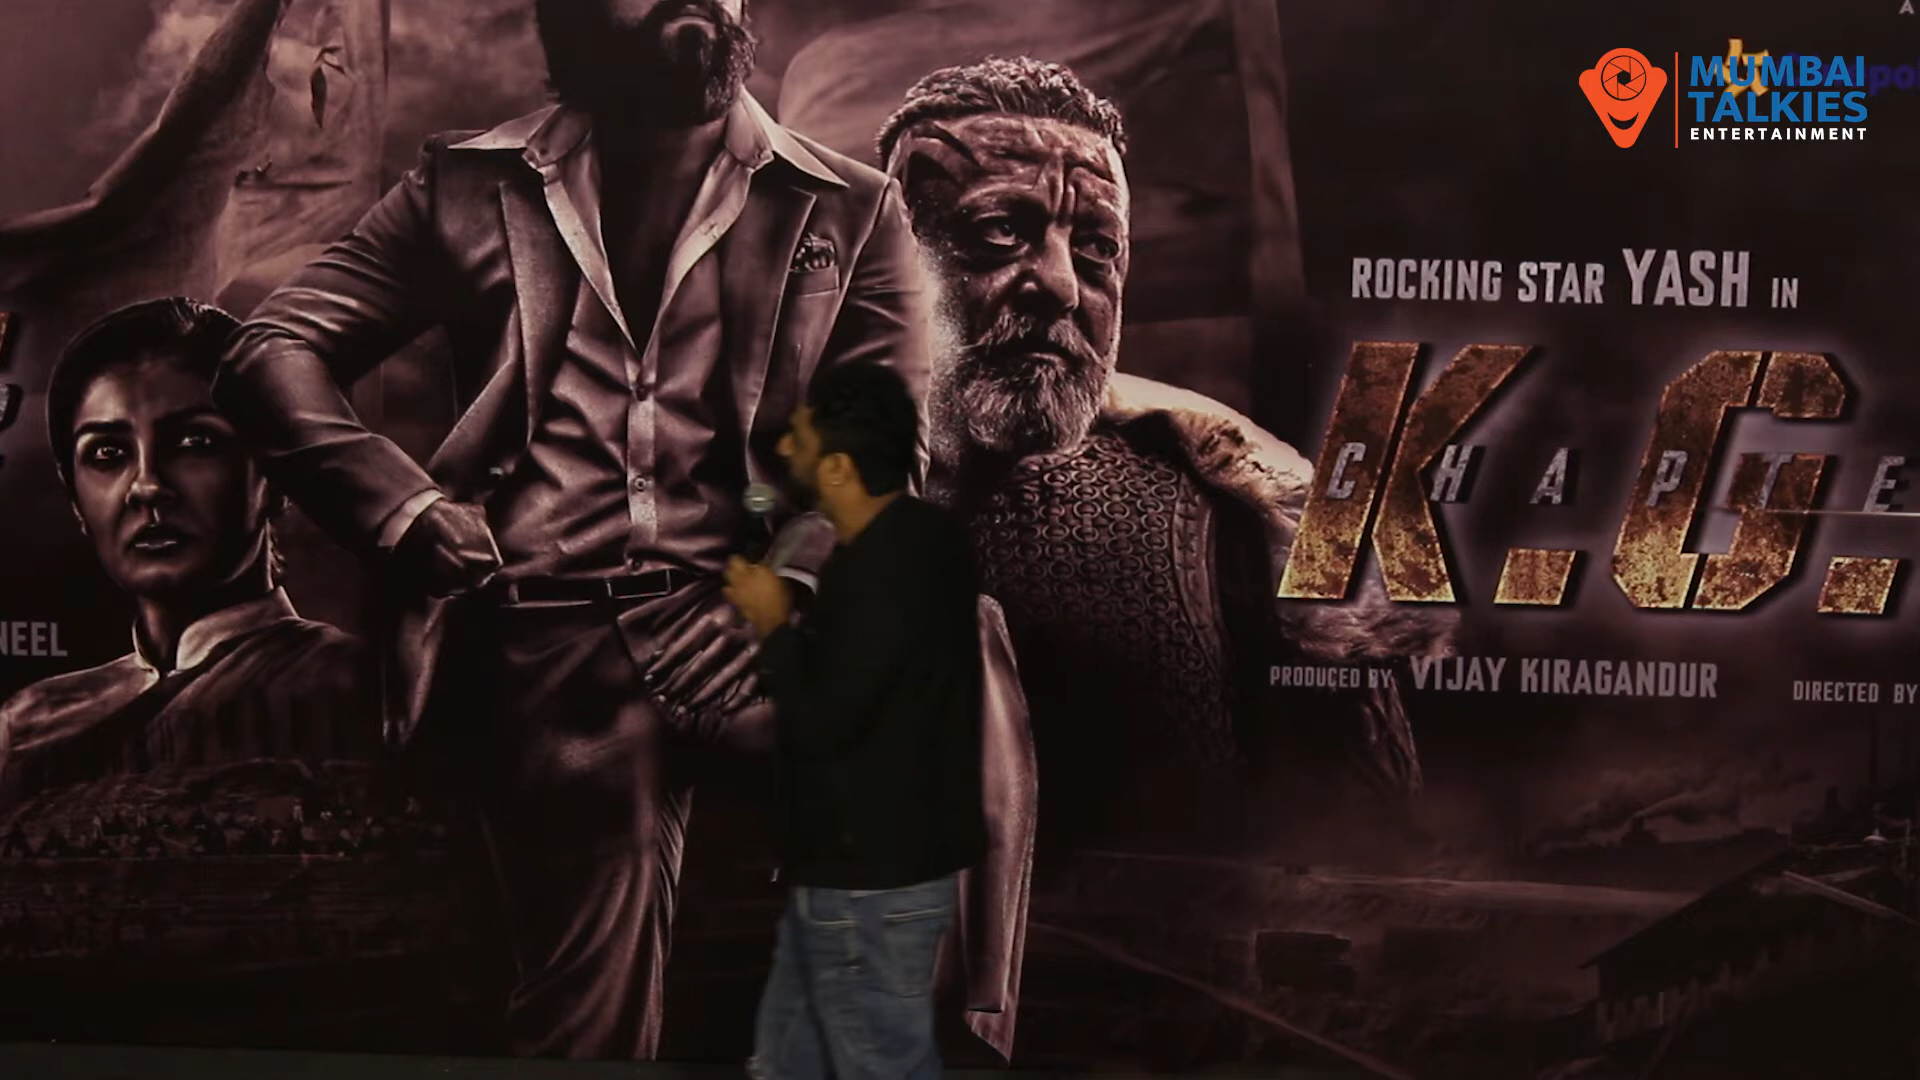 MUMBAI
TALKIES
ENTERTAINMENT
ROCKING STAR YASH IN
K.G.
CHAPTE
NEEL
PRODUCED BY VIJAY KIRAGANDUR
DIRECTED BY